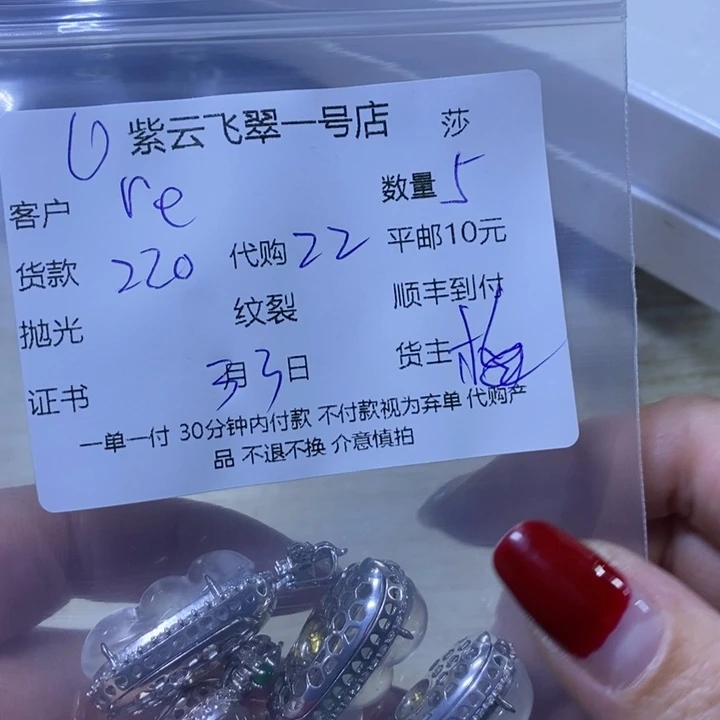 6 紫云飞翠一号店 莎
客户 re 数量 5
货款 220 代购 22 平邮10元
抛光 纹裂 顺丰到付
证书 3月3日 货主
一单一付 30分钟内付款 不付款视为弃单 代购产
品 不退不换 介意慎拍